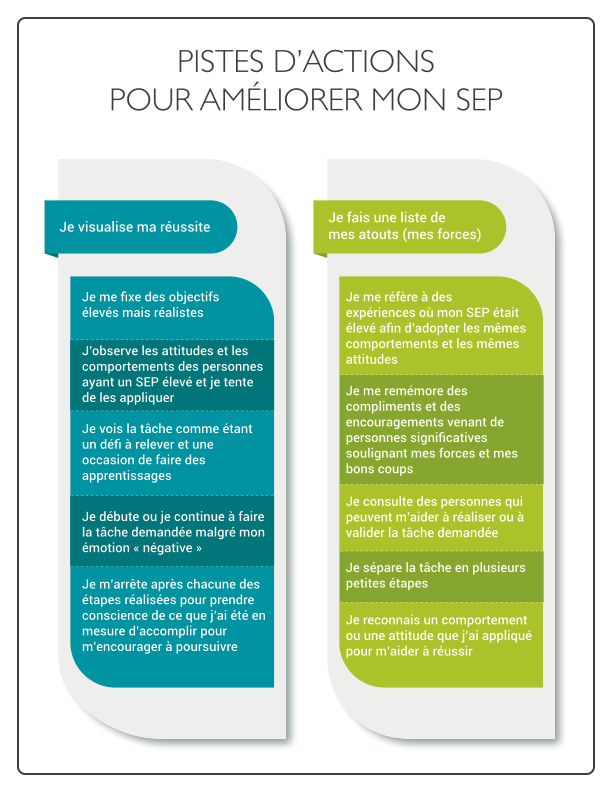 PISTES D’ACTIONS
POUR AMÉLIORER MON SEP
Je visualise ma réussite
Je me fixe des objectifs
élevés mais réalistes
J’observe les attitudes et les
comportements des personnes
ayant un SEP élevé et je tente
de les appliquer
Je vois la tâche comme étant
un défi à relever et une
occasion de faire des
apprentissages
Je débute ou je continue à faire
la tâche demandée malgré mon
émotion « négative »
Je m’arrête après chacune des
étapes réalisées pour prendre
conscience de ce que j’ai été en
mesure d’accomplir pour
m’encourager à poursuivre
Je fais une liste de
mes atouts (mes forces)
Je me réfère à des
expériences où mon SEP était
élevé afin d’adopter les mêmes
comportements et les mêmes
attitudes
Je me remémore des
compliments et des
encouragements venant de
personnes significatives
soulignant mes forces et mes
bons coups
Je consulte des personnes qui
peuvent m’aider à réaliser ou à
valider la tâche demandée
Je sépare la tâche en plusieurs
petites étapes
Je reconnais un comportement
ou une attitude que j’ai appliqué
pour m’aider à réussir